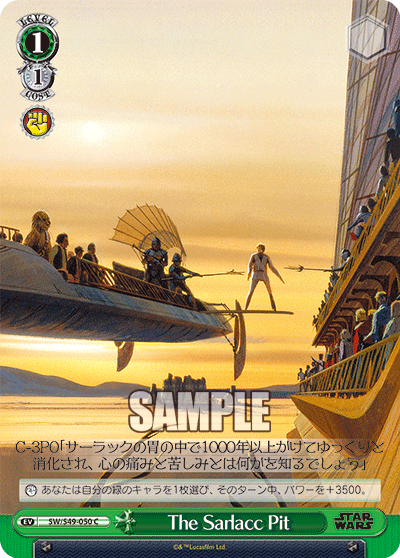 LEVEL
1
1
COST
SAMPLE
C-3PO「サーラックの胃の中で1000年以上かけてゆっくりと
消化され、心の痛みと苦しみとは何かを知るでしょう」
あなたは自分の緑のキャラを1枚選び、そのターン中、パワーを＋3500。
EV SW/S49-050 C The Sarlacc Pit STAR WARS
©&™Lucasfilm Ltd.